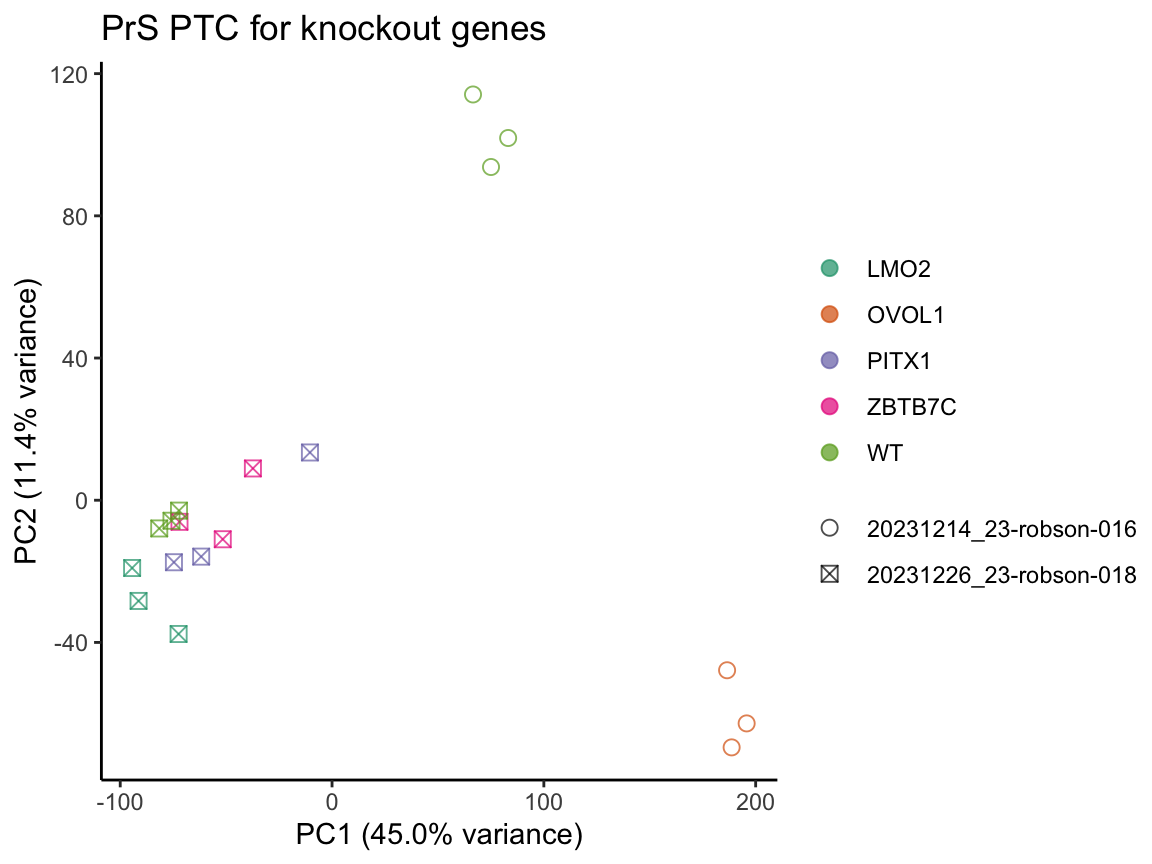 PrS PTC for knockout genes
PC2 (11.4% variance)
120
80
40
0
-40
-100
0
100
200
PC1 (45.0% variance)
LMO2
OVOL1
PITX1
ZBTB7C
WT
20231214_23-robson-016
20231226_23-robson-018